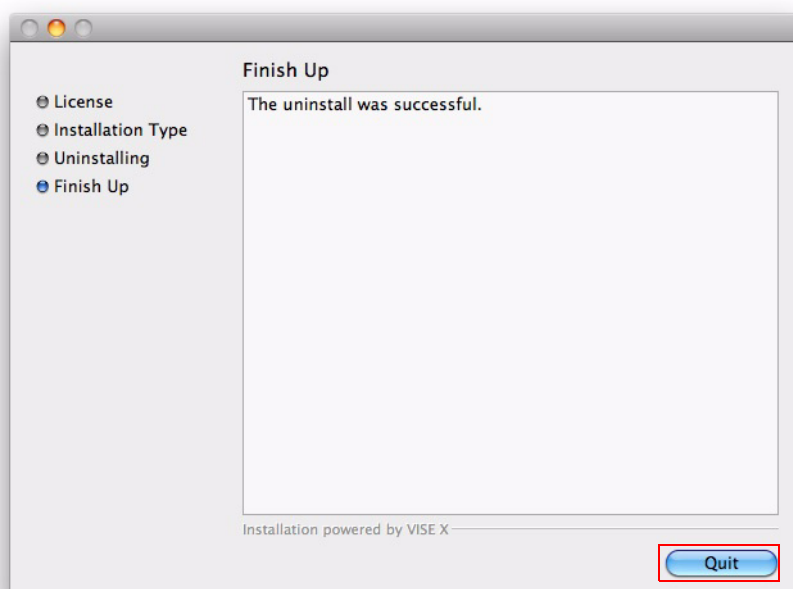 Finish Up
License
Installation Type
Uninstalling
Finish Up
The uninstall was successful.
Installation powered by VISE X
Quit